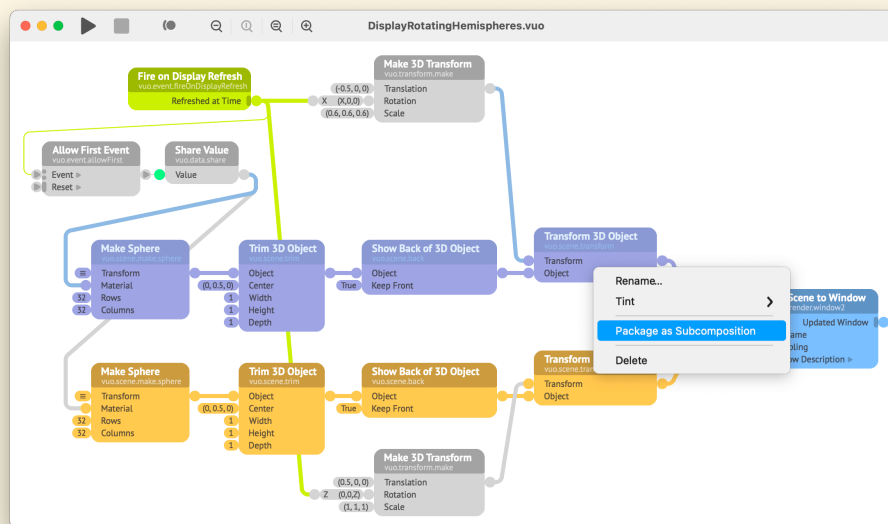 DisplayRotatingHemispheres.vuo
Fire on Display Refresh
vuo.event.fireOnDisplayRefresh
Refreshed at Time
Make 3D Transform
vuo.transform.make
(-0.5, 0, 0) Translation
X (X,0,0) Rotation
(0.6, 0.6, 0.6) Scale
Allow First Event
vuo.event.allowFirst
Event
Reset
Share Value
vuo.data.share
Value
Make Sphere
vuo.scene.make.sphere
= Transform
Material
32 Rows
32 Columns
Trim 3D Object
vuo.scene.trim
Object
(0, 0.5, 0) Center
1 Width
1 Height
1 Depth
Show Back of 3D Object
vuo.scene.back
Object
True Keep Front
Transform 3D Object
vuo.scene.transform
Transform
Object
Rename...
Tint
Package as Subcomposition
Delete
Scene to Window
render.window2
Updated Window
ame
oling
ow Description
Make Sphere
vuo.scene.make.sphere
= Transform
Material
32 Rows
32 Columns
Trim 3D Object
vuo.scene.trim
Object
(0, 0.5, 0) Center
1 Width
1 Height
1 Depth
Show Back of 3D Object
vuo.scene.back
Object
True Keep Front
Transform
vuo.scene.tran
Transform
Object
Make 3D Transform
vuo.transform.make
(0.5, 0, 0) Translation
Z (0,0,Z) Rotation
(1, 1, 1) Scale